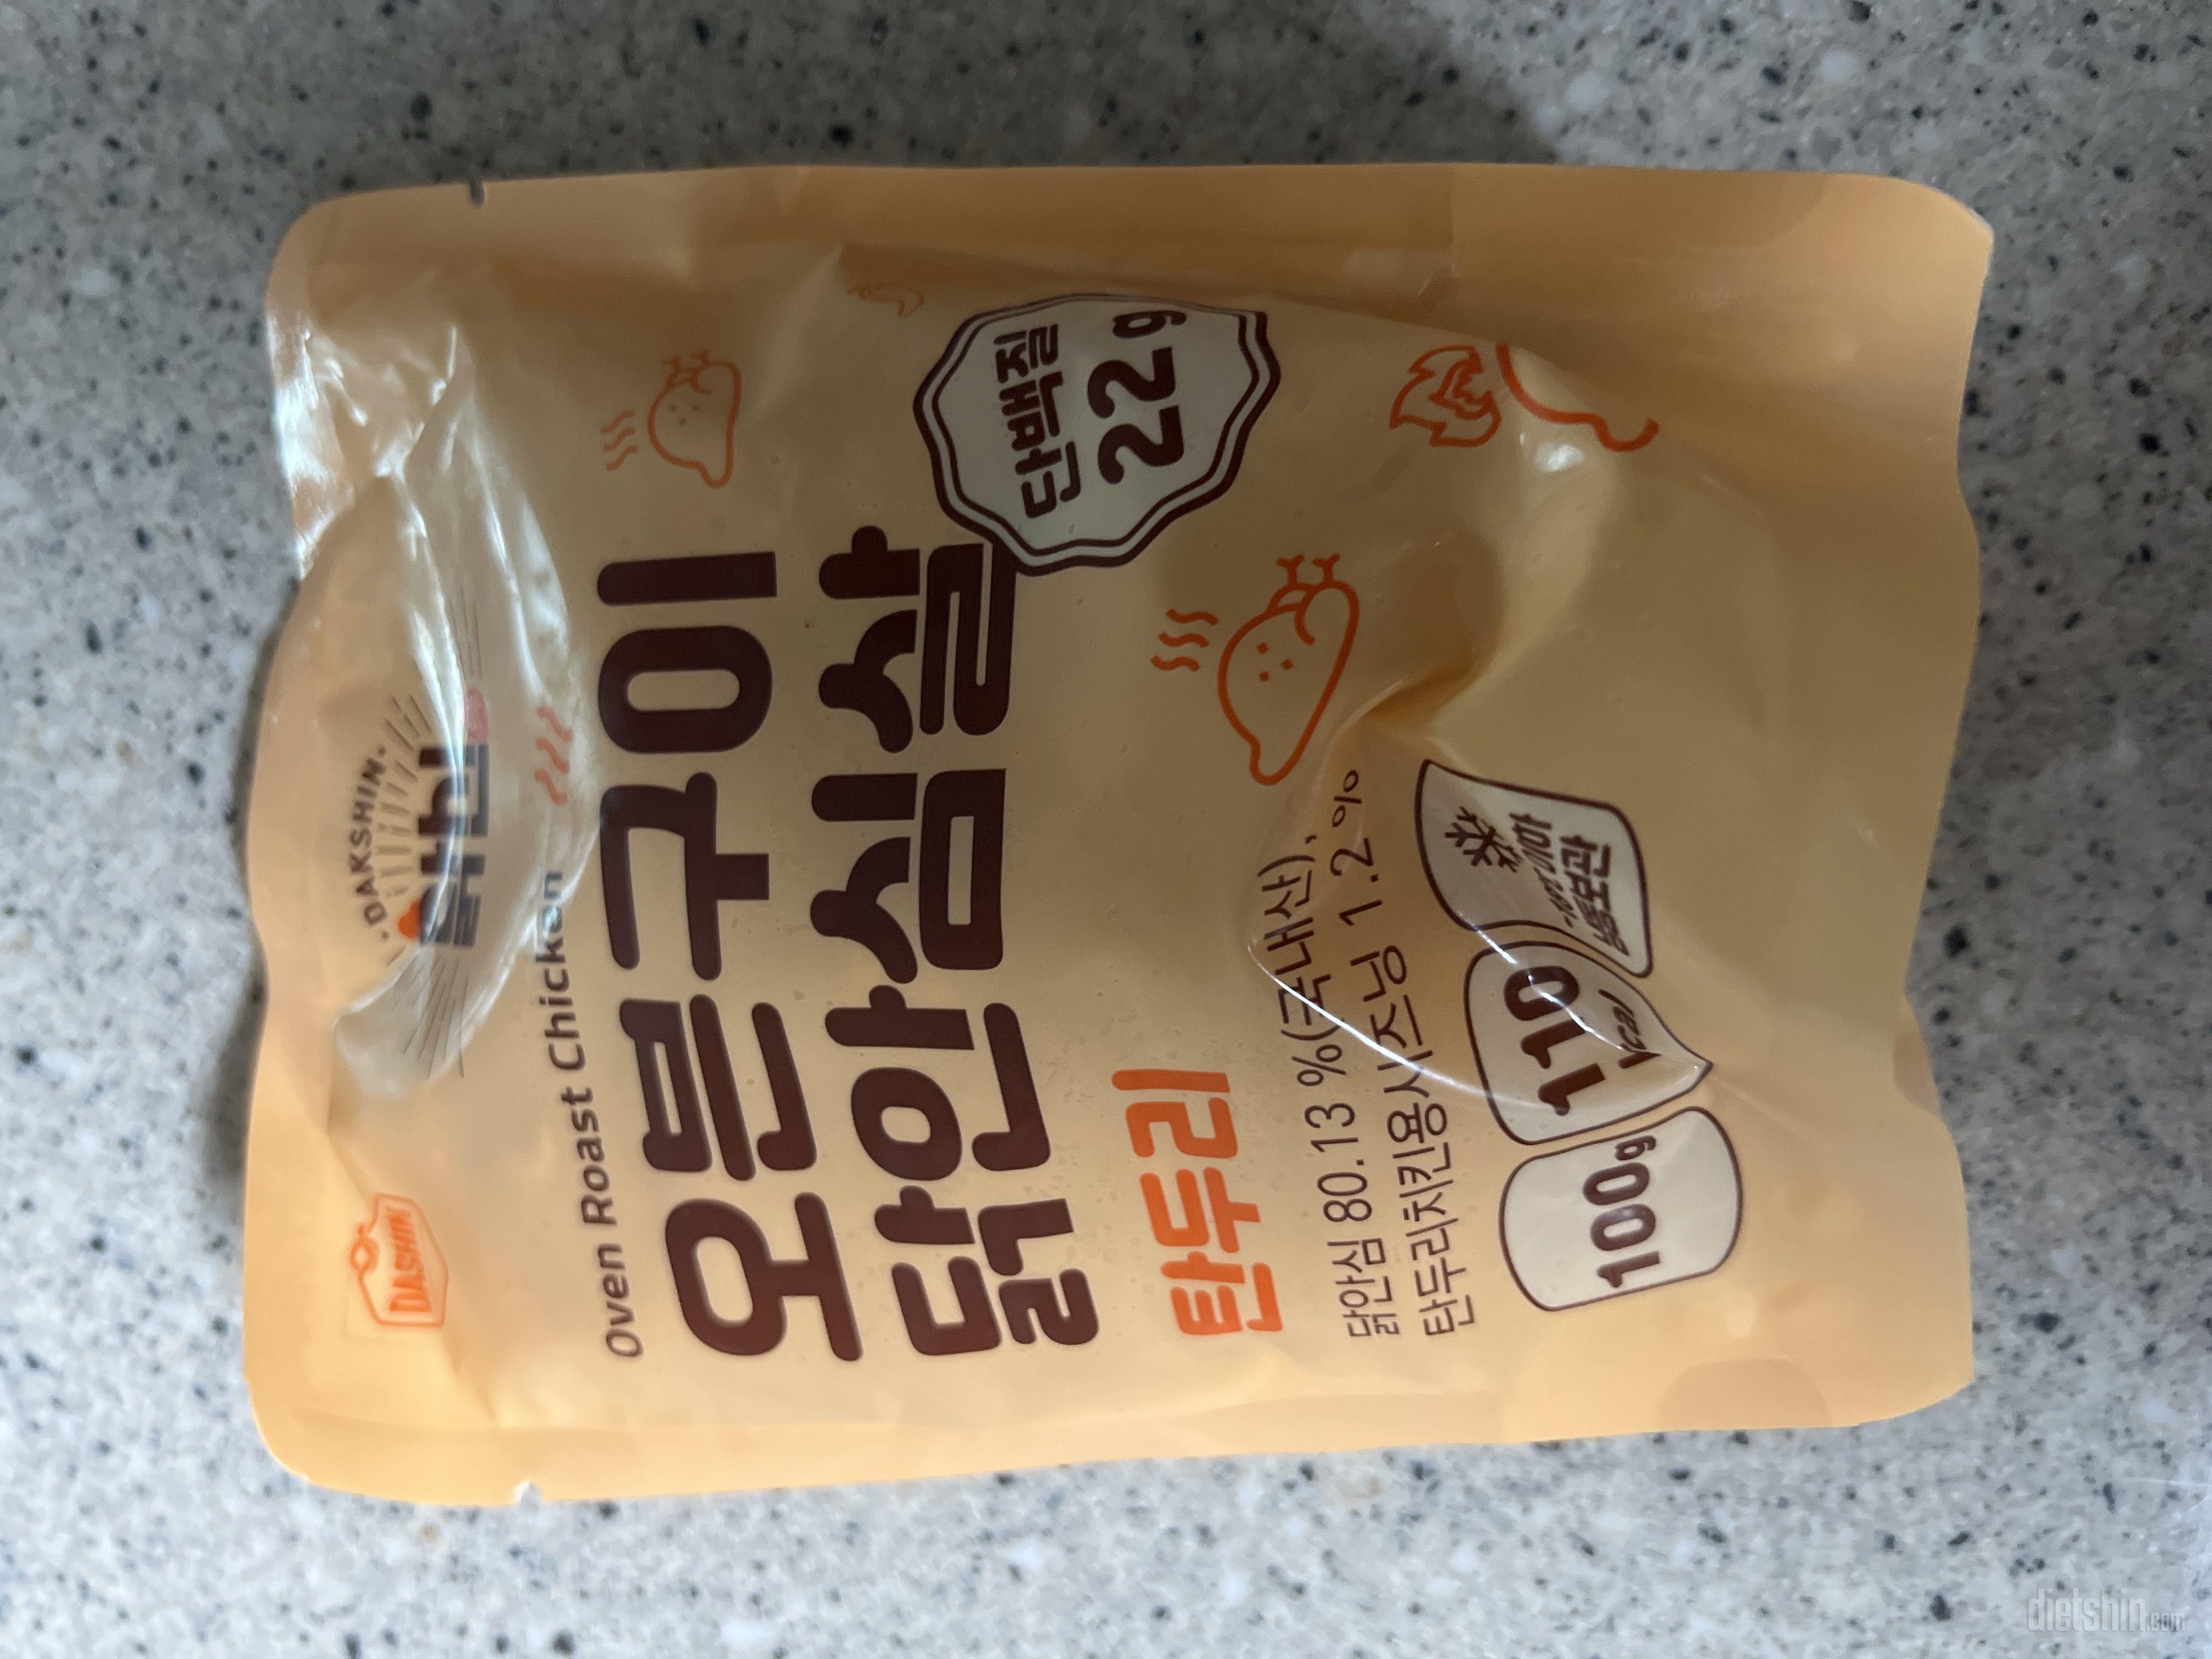 DASHIN
·DAKSHIN·
닭신
Oven Roast Chicken
오븐구이
닭안심살
단백질
22g
탄두리
닭안심 80.13 %(국내산),
탄두리치킨용시즈닝 1.2 %
100g
110
kcal
-18℃이하
냉동보관
dietshin.com